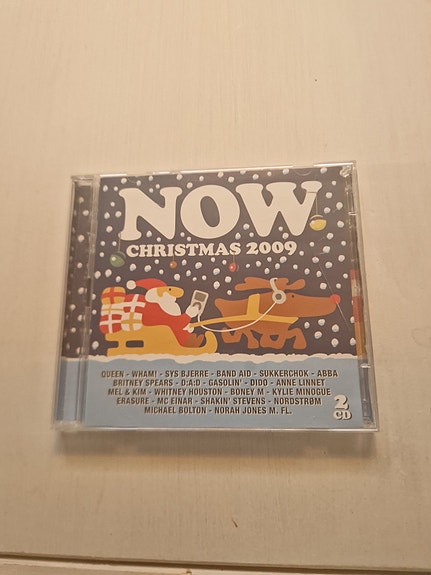 NOW
CHRISTMAS 2009
QUEEN - WHAM! - SYS BJERRE - BAND AID - SUKKERCHOK - ABBA
BRITNEY SPEARS - D:A:D - GASOLIN' - DIDO - ANNE LINNET
MEL & KIM - WHITNEY HOUSTON - BONEY M - KYLIE MINOGUE
ERASURE - MC EINAR - SHAKIN' STEVENS - NORDSTRØM
MICHAEL BOLTON - NORAH JONES M. FL.
2
CD